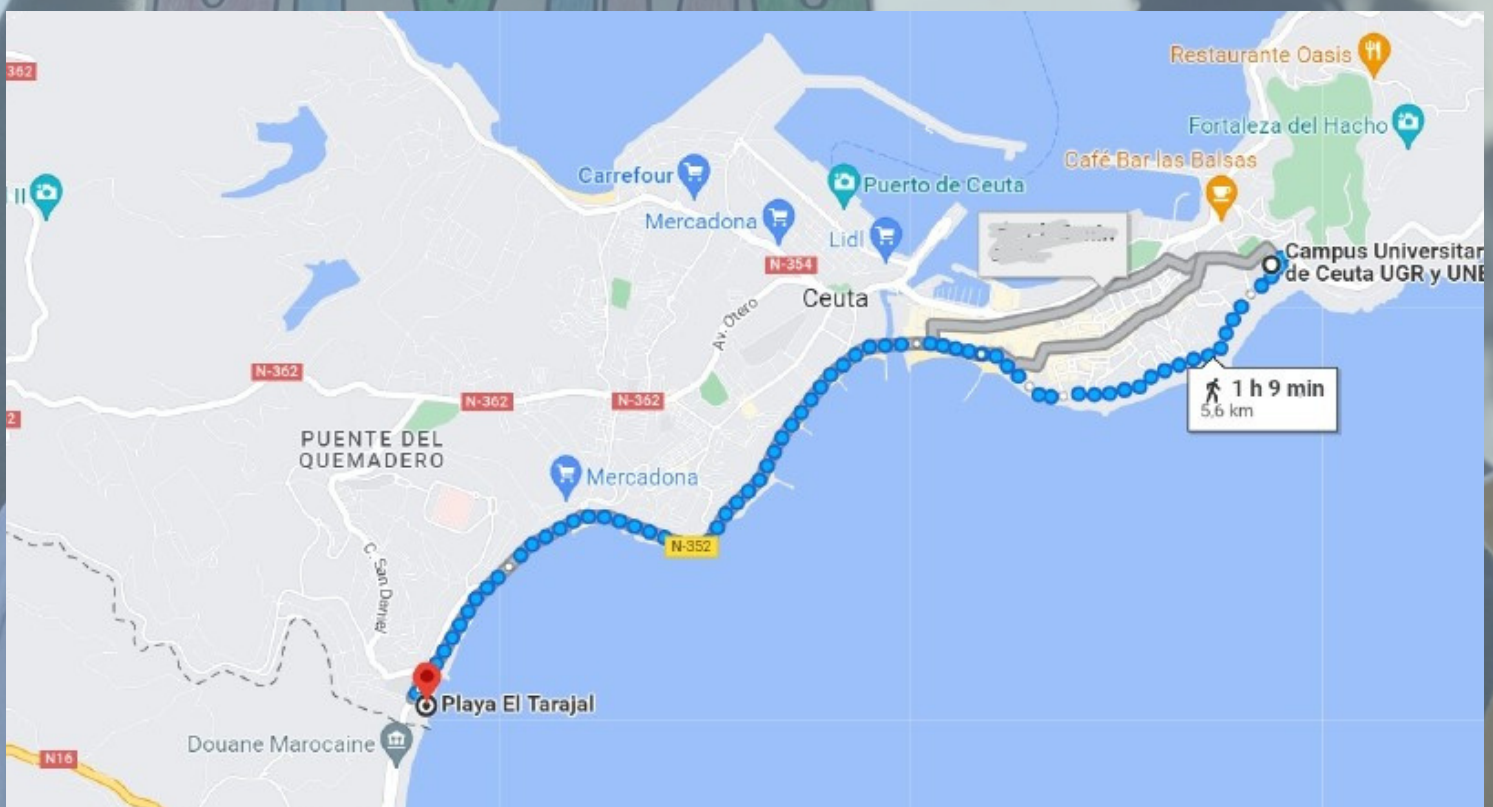 362
Restaurante Oasis
Fortaleza del Hacho
Café Bar las Balsas
Carrefour
II
Puerto de Ceuta
Mercadona
Lidl
N-354
Campus Universitar
de Ceuta UGR y UNE
Ceuta
Av. Otero
N-362
1 h 9 min
5,6 km
N-362
N-362
2
PUENTE DEL
QUEMADERO
Mercadona
N-352
C. San Daniel
Playa El Tarajal
Douane Marocaine
N16